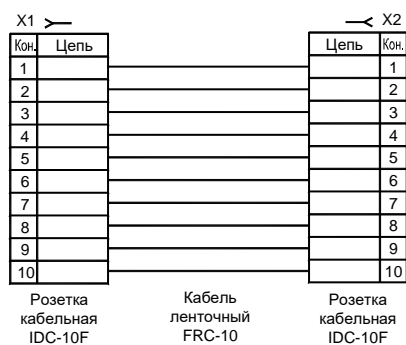 X1 X2
Кон. Цепь Цепь Кон.
1 1
2 2
3 3
4 4
5 5
6 6
7 7
8 8
9 9
10 10
Розетка Кабель Розетка
кабельная ленточный кабельная
IDC-10F FRC-10 IDC-10F